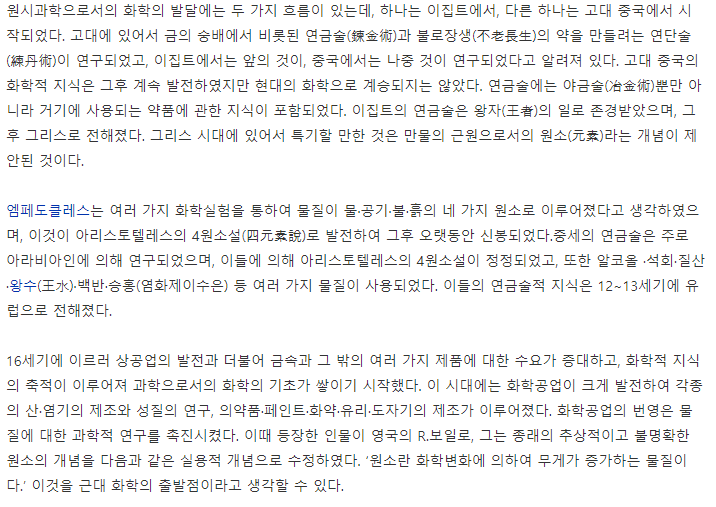 원시과학으로서의 화학의 발달에는 두 가지 흐름이 있는데, 하나는 이집트에서, 다른 하나는 고대 중국에서 시
작되었다. 고대에 있어서 금의 숭배에서 비롯된 연금술(鍊金術)과 불로장생(不老長生)의 약을 만들려는 연단술
(練丹術)이 연구되었고, 이집트에서는 앞의 것이, 중국에서는 나중 것이 연구되었다고 알려져 있다. 고대 중국의
화학적 지식은 그후 계속 발전하였지만 현대의 화학으로 계승되지는 않았다. 연금술에는 야금술(冶金術)뿐만 아
니라 거기에 사용되는 약품에 관한 지식이 포함되었다. 이집트의 연금술은 왕자(王者)의 일로 존경받았으며, 그
후 그리스로 전해졌다. 그리스 시대에 있어서 특기할 만한 것은 만물의 근원으로서의 원소(元素)라는 개념이 제
안된 것이다.
엠페도클레스는 여러 가지 화학실험을 통하여 물질이 물·공기·불·흙의 네 가지 원소로 이루어졌다고 생각하였으
며, 이것이 아리스토텔레스의 4원소설(四元素說)로 발전하여 그후 오랫동안 신봉되었다.중세의 연금술은 주로
아라비아인에 의해 연구되었으며, 이들에 의해 아리스토텔레스의 4원소설이 정정되었고, 또한 알코올 ·석회·질산
·왕수(王水)·백반·승홍(염화제이수은) 등 여러 가지 물질이 사용되었다. 이들의 연금술적 지식은 12~13세기에 유
럽으로 전해졌다.
16세기에 이르러 상공업의 발전과 더불어 금속과 그 밖의 여러 가지 제품에 대한 수요가 증대하고, 화학적 지식
의 축적이 이루어져 과학으로서의 화학의 기초가 쌓이기 시작했다. 이 시대에는 화학공업이 크게 발전하여 각종
의 산·염기의 제조와 성질의 연구, 의약품·페인트·화약·유리·도자기의 제조가 이루어졌다. 화학공업의 번영은 물
질에 대한 과학적 연구를 촉진시켰다. 이때 등장한 인물이 영국의 R.보일로, 그는 종래의 추상적이고 불명확한
원소의 개념을 다음과 같은 실용적 개념으로 수정하였다. ‘원소란 화학변화에 의하여 무게가 증가하는 물질이
다.’ 이것을 근대 화학의 출발점이라고 생각할 수 있다.